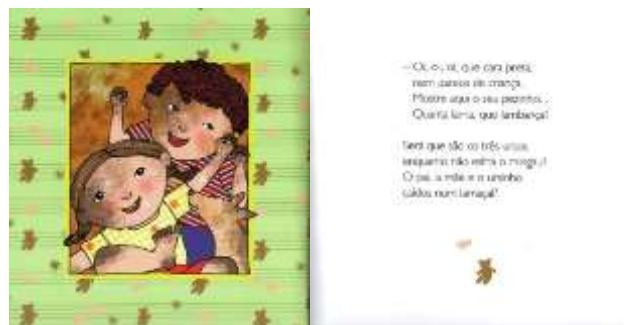 – Oi, oi, oi, que cara preta,
nem parece de criança.
Mostre aqui o seu pezinho...
Quanta lama, que lambança!
Será que são os três ursos,
enquanto não entra o mingau?
O pai, a mãe e o ursinho
caídos num lamaçal?